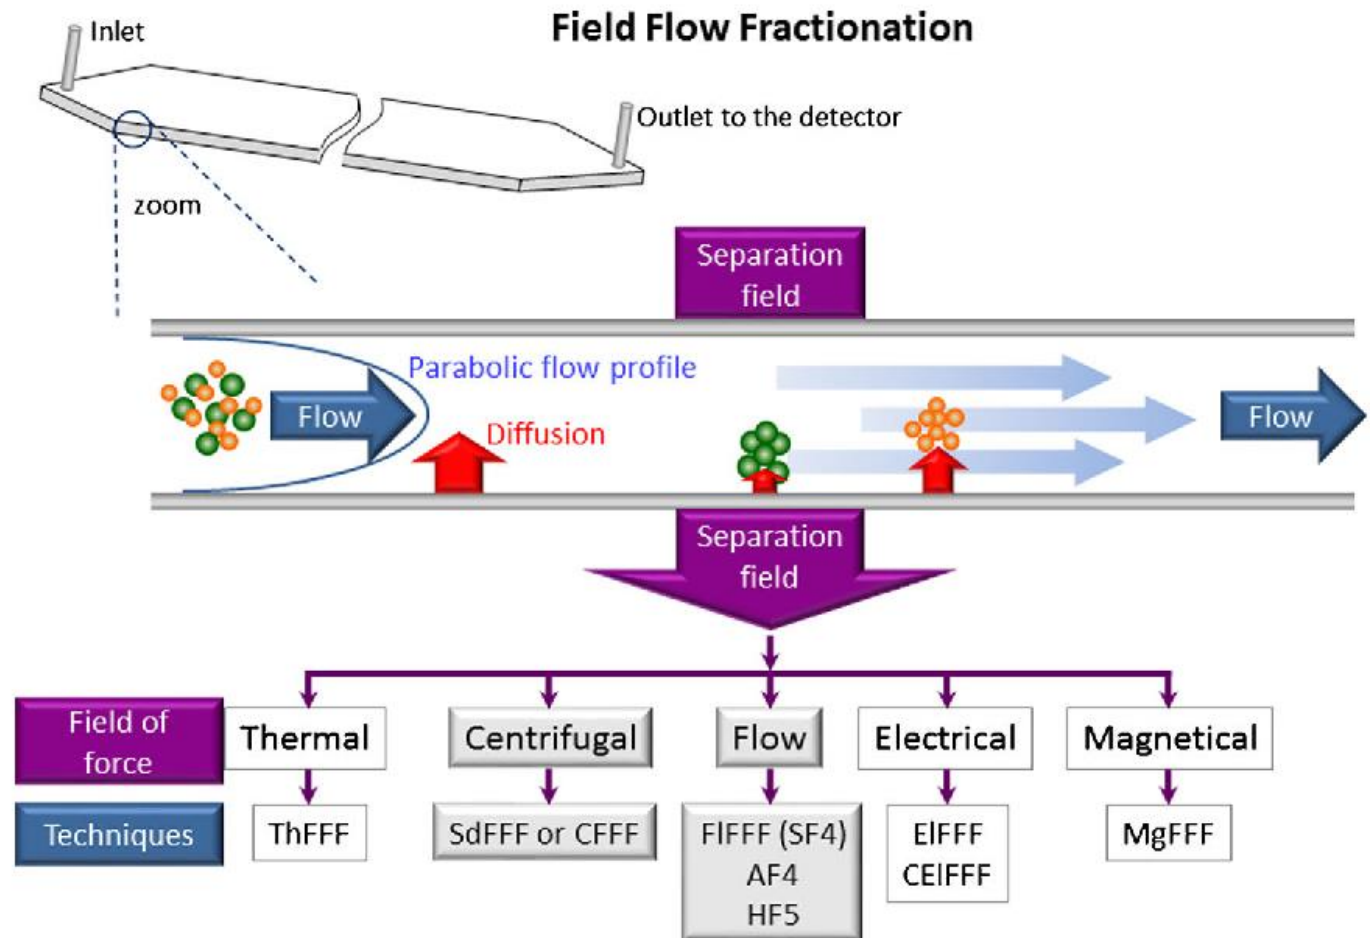 Field Flow Fractionation
Inlet
Outlet to the detector
zoom
Separation
field
Parabolic flow profile
Flow
Diffusion
Flow
Separation
field
Field of
force
Thermal
Centrifugal
Flow
Electrical
Magnetical
Techniques
ThFFF
SdFFF or CFFF
FlFFF (SF4)
AF4
HF5
ElFFF
CElFFF
MgFFF